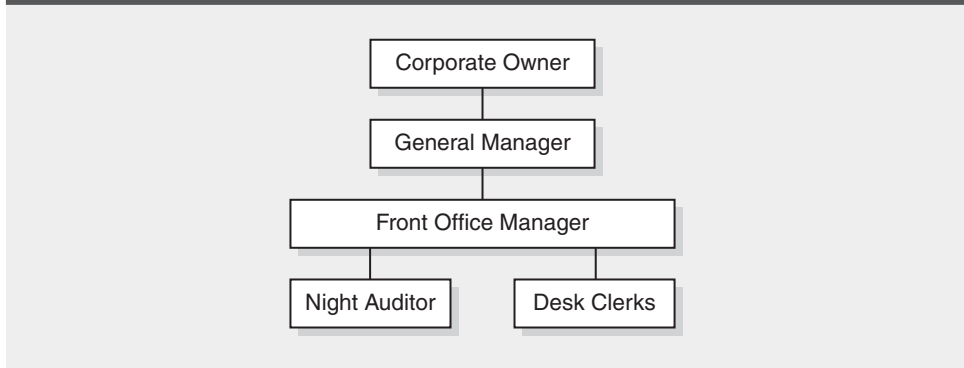 Corporate Owner
General Manager
Front Office Manager
Night Auditor
Desk Clerks